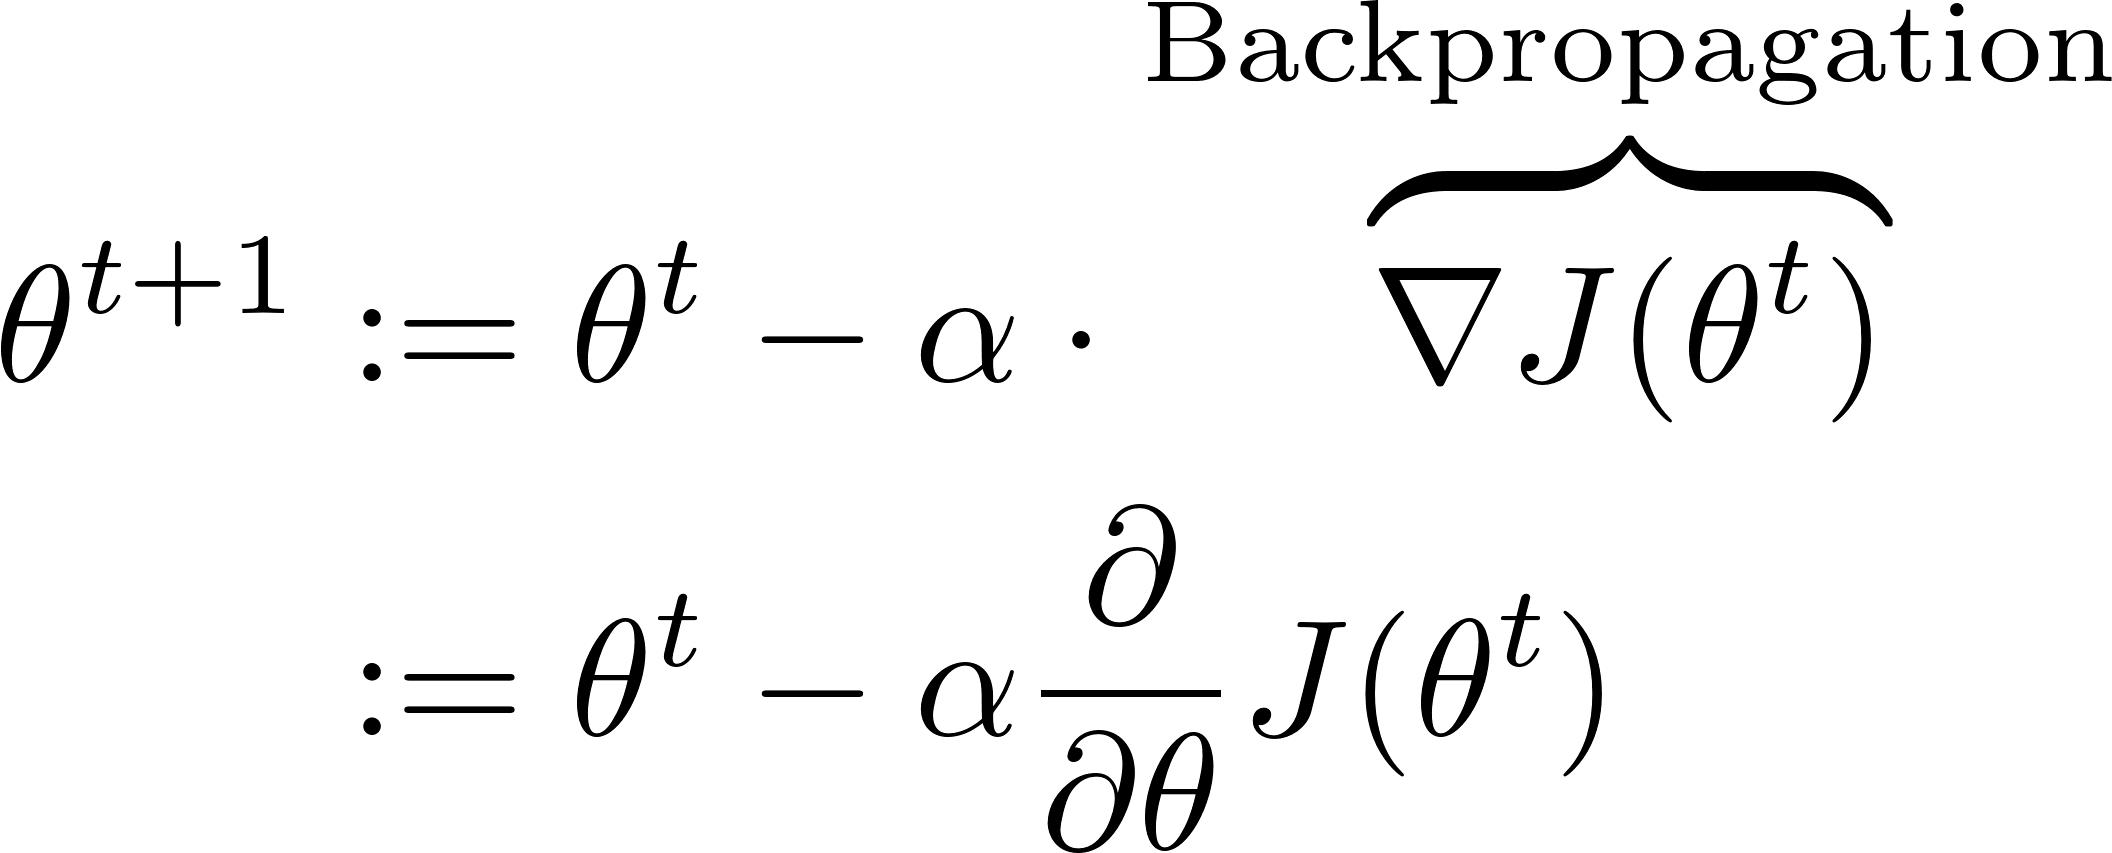 Backpropagation
θ^{t+1} := θ^t − α · ∇J(θ^t)
:= θ^t − α ∂/∂θ J(θ^t)